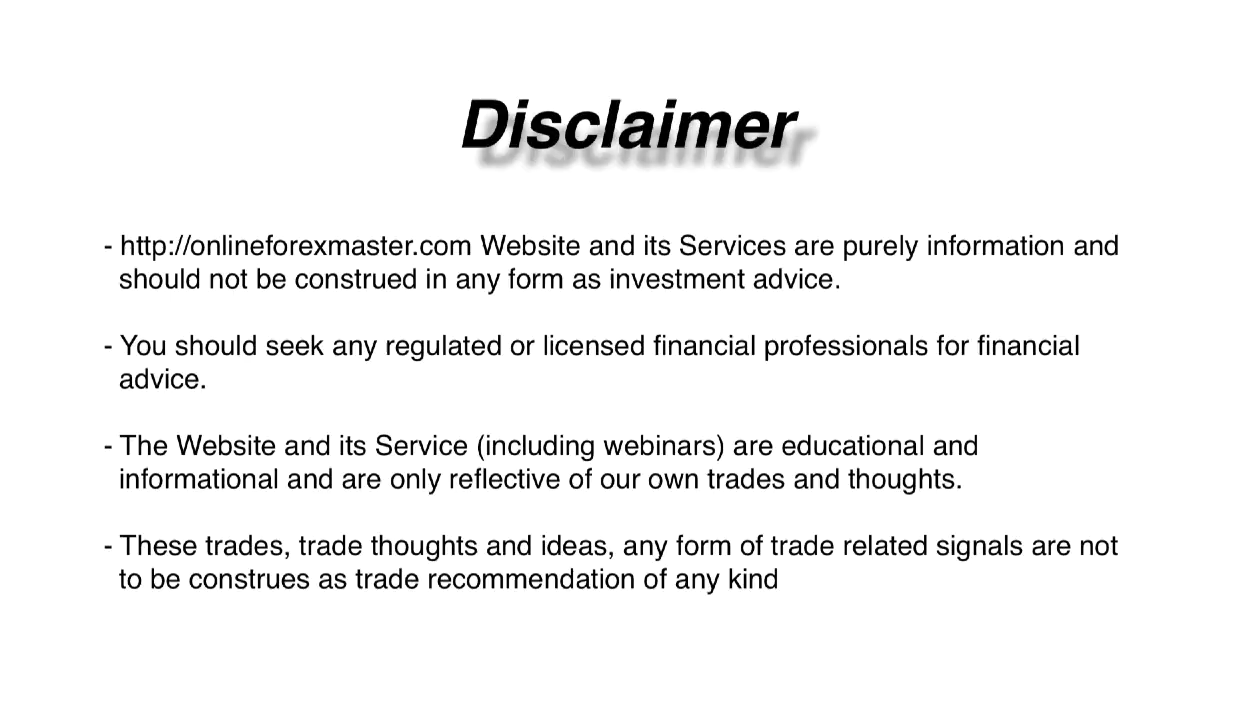 Disclaimer
- http://onlineforexmaster.com Website and its Services are purely information and
should not be construed in any form as investment advice.
- You should seek any regulated or licensed financial professionals for financial
advice.
- The Website and its Service (including webinars) are educational and
informational and are only reflective of our own trades and thoughts.
- These trades, trade thoughts and ideas, any form of trade related signals are not
to be construes as trade recommendation of any kind